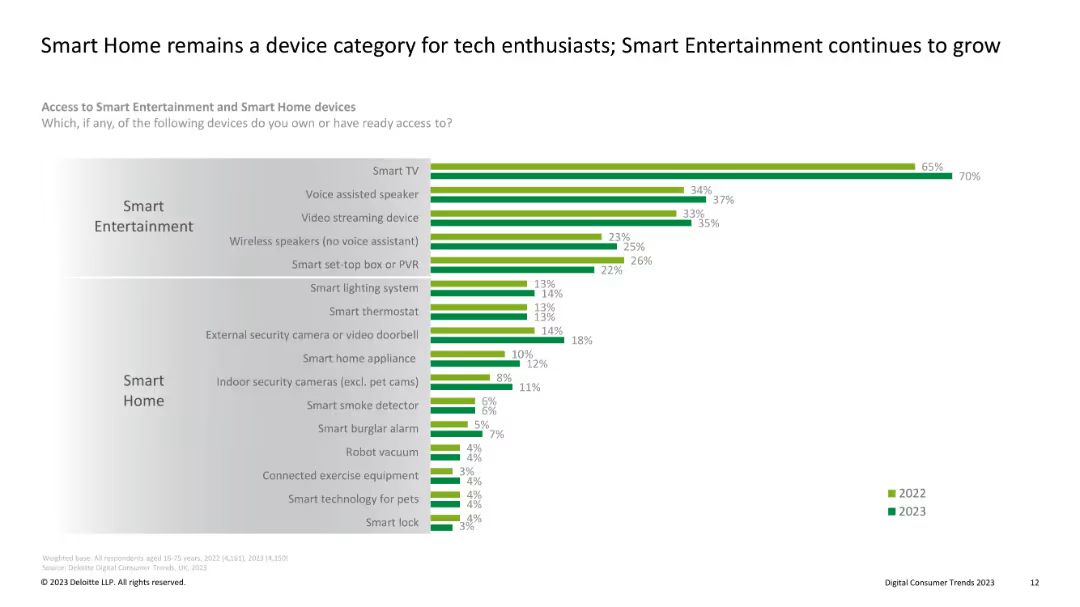 Smart Home remains a device category for tech enthusiasts; Smart Entertainment continues to grow
Access to Smart Entertainment and Smart Home devices
Which, if any, of the following devices do you own or have ready access to?
Smart
Entertainment
Smart TV
65%
70%
Voice assisted speaker
34%
37%
Video streaming device
33%
35%
Wireless speakers (no voice assistant)
23%
25%
Smart set-top box or PVR
26%
22%
Smart
Home
Smart lighting system
13%
14%
Smart thermostat
13%
13%
External security camera or video doorbell
14%
18%
Smart home appliance
10%
12%
Indoor security cameras (excl. pet cams)
8%
11%
Smart smoke detector
6%
6%
Smart burglar alarm
5%
7%
Robot vacuum
4%
4%
Connected exercise equipment
3%
4%
Smart technology for pets
4%
4%
Smart lock
4%
3%
2022
2023
Weighted base: All respondents aged 16-75 years, 2022 (4,161), 2023 (4,150)
Source: Deloitte Digital Consumer Trends, UK, 2023
© 2023 Deloitte LLP. All rights reserved.
Digital Consumer Trends 2023
12